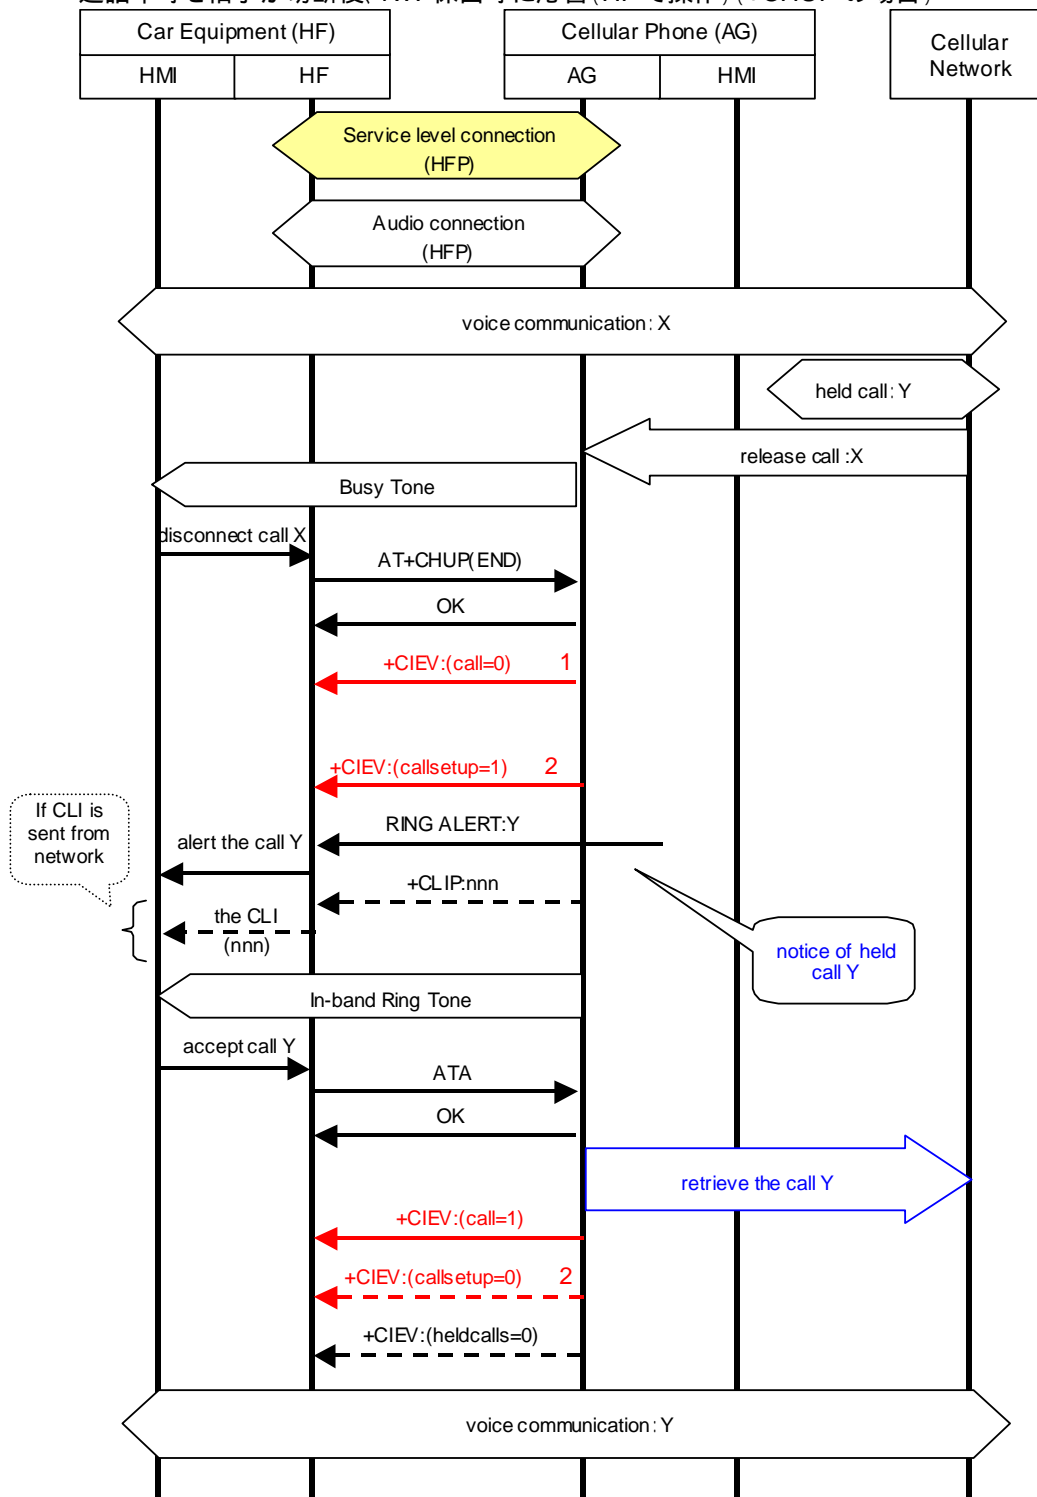 Car Equipment (HF)
Cellular Phone (AG)
Cellular
Network
HMI
HF
AG
HMI
Service level connection
(HFP)
Audio connection
(HFP)
voice communication: X
held call: Y
release call :X
Busy Tone
disconnect call X
AT+CHUP(END)
OK
+CIEV:(call=0) 1
+CIEV:(callsetup=1) 2
If CLI is
sent from
network
RING ALERT:Y
alert the call Y
+CLIP:nnn
the CLI
(nnn)
notice of held
call Y
In-band Ring Tone
accept call Y
ATA
OK
retrieve the call Y
+CIEV:(call=1)
+CIEV:(callsetup=0) 2
+CIEV:(heldcalls=0)
voice communication: Y